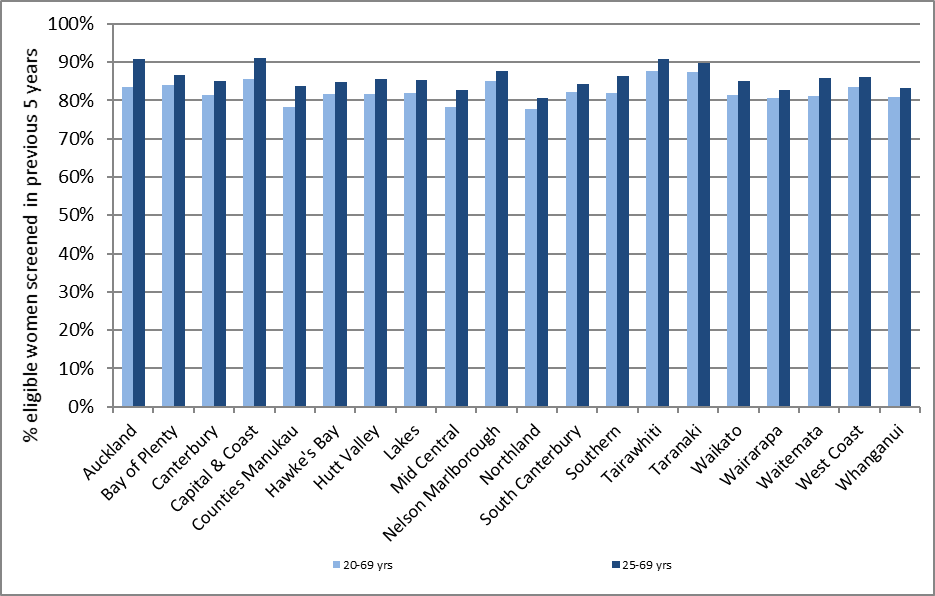 % eligible women screened in previous 5 years
100%
90%
80%
70%
60%
50%
40%
30%
20%
10%
0%
Auckland
Bay of Plenty
Canterbury
Capital & Coast
Counties Manukau
Hawke's Bay
Hutt Valley
Lakes
Mid Central
Nelson Marlborough
Northland
South Canterbury
Southern
Tairawhiti
Taranaki
Waikato
Wairarapa
Waitemata
West Coast
Whanganui
20-69 yrs
25-69 yrs